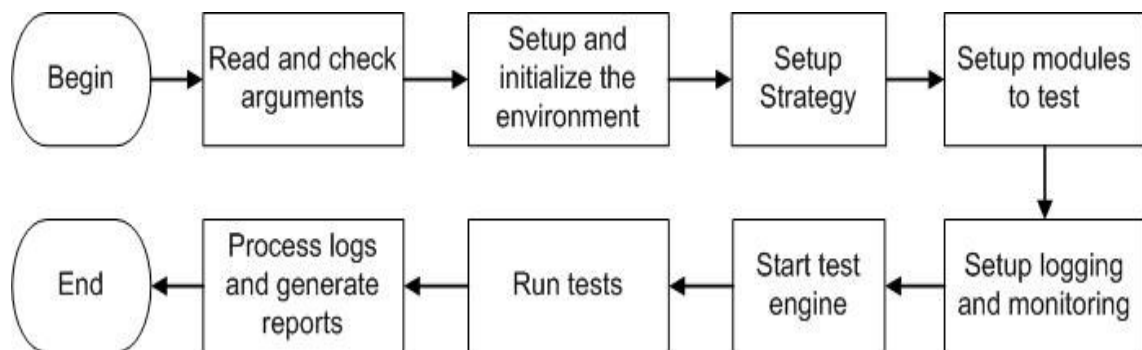 Begin
Read and check
arguments
Setup and
initialize the
environment
Setup
Strategy
Setup modules
to test
Setup logging
and monitoring
Start test
engine
Run tests
Process logs
and generate
reports
End